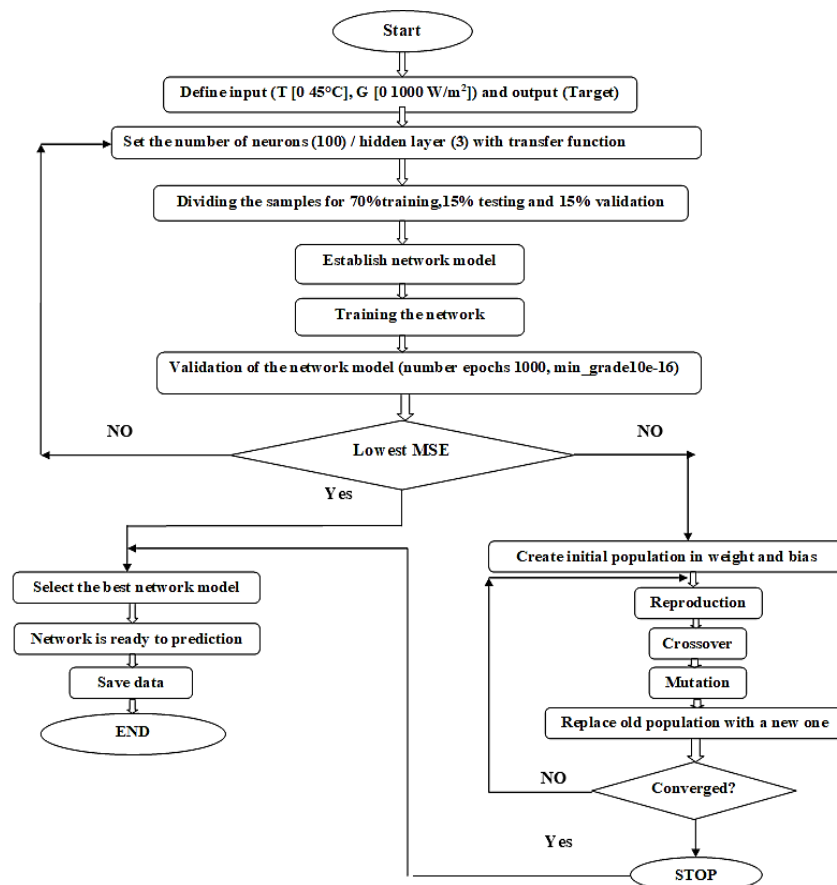 Start
Define input (T [0 45°C], G [0 1000 W/m²]) and output (Target)
Set the number of neurons (100) / hidden layer (3) with transfer function
Dividing the samples for 70%training,15% testing and 15% validation
Establish network model
Training the network
Validation of the network model (number epochs 1000, min_grade10e-16)
NO
NO
Lowest MSE
Yes
Create initial population in weight and bias
Select the best network model
Reproduction
Network is ready to prediction
Crossover
Save data
Mutation
END
Replace old population with a new one
NO
Converged?
Yes
STOP